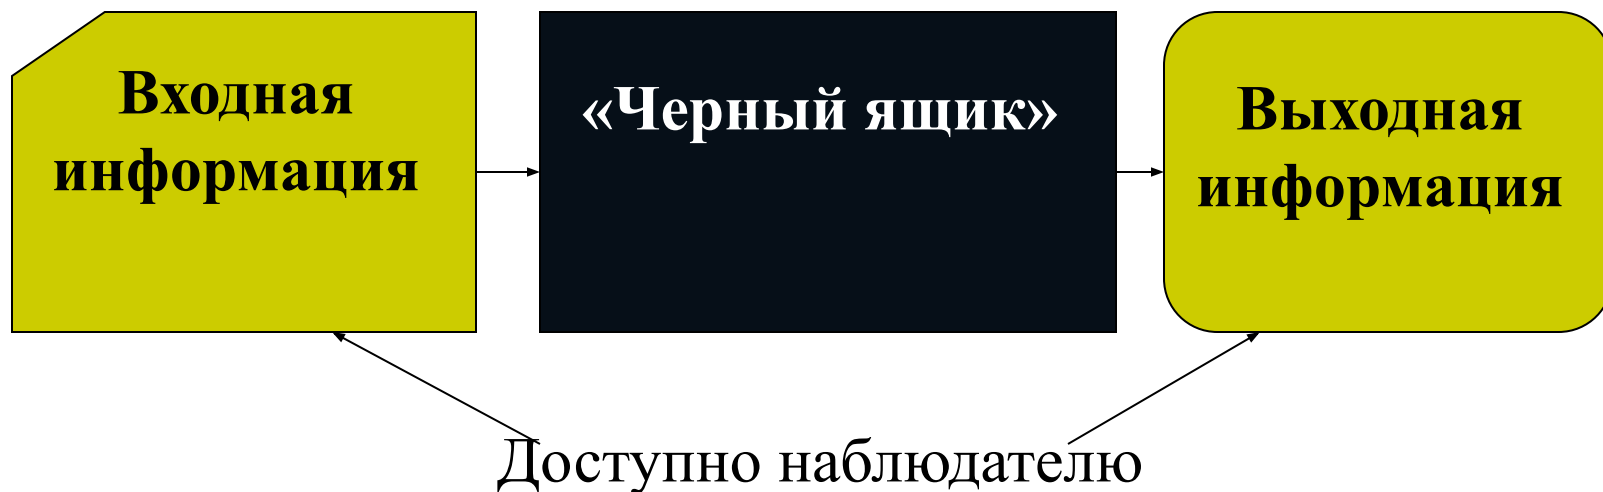 Входная
информация
«Черный ящик»
Выходная
информация
Доступно наблюдателю